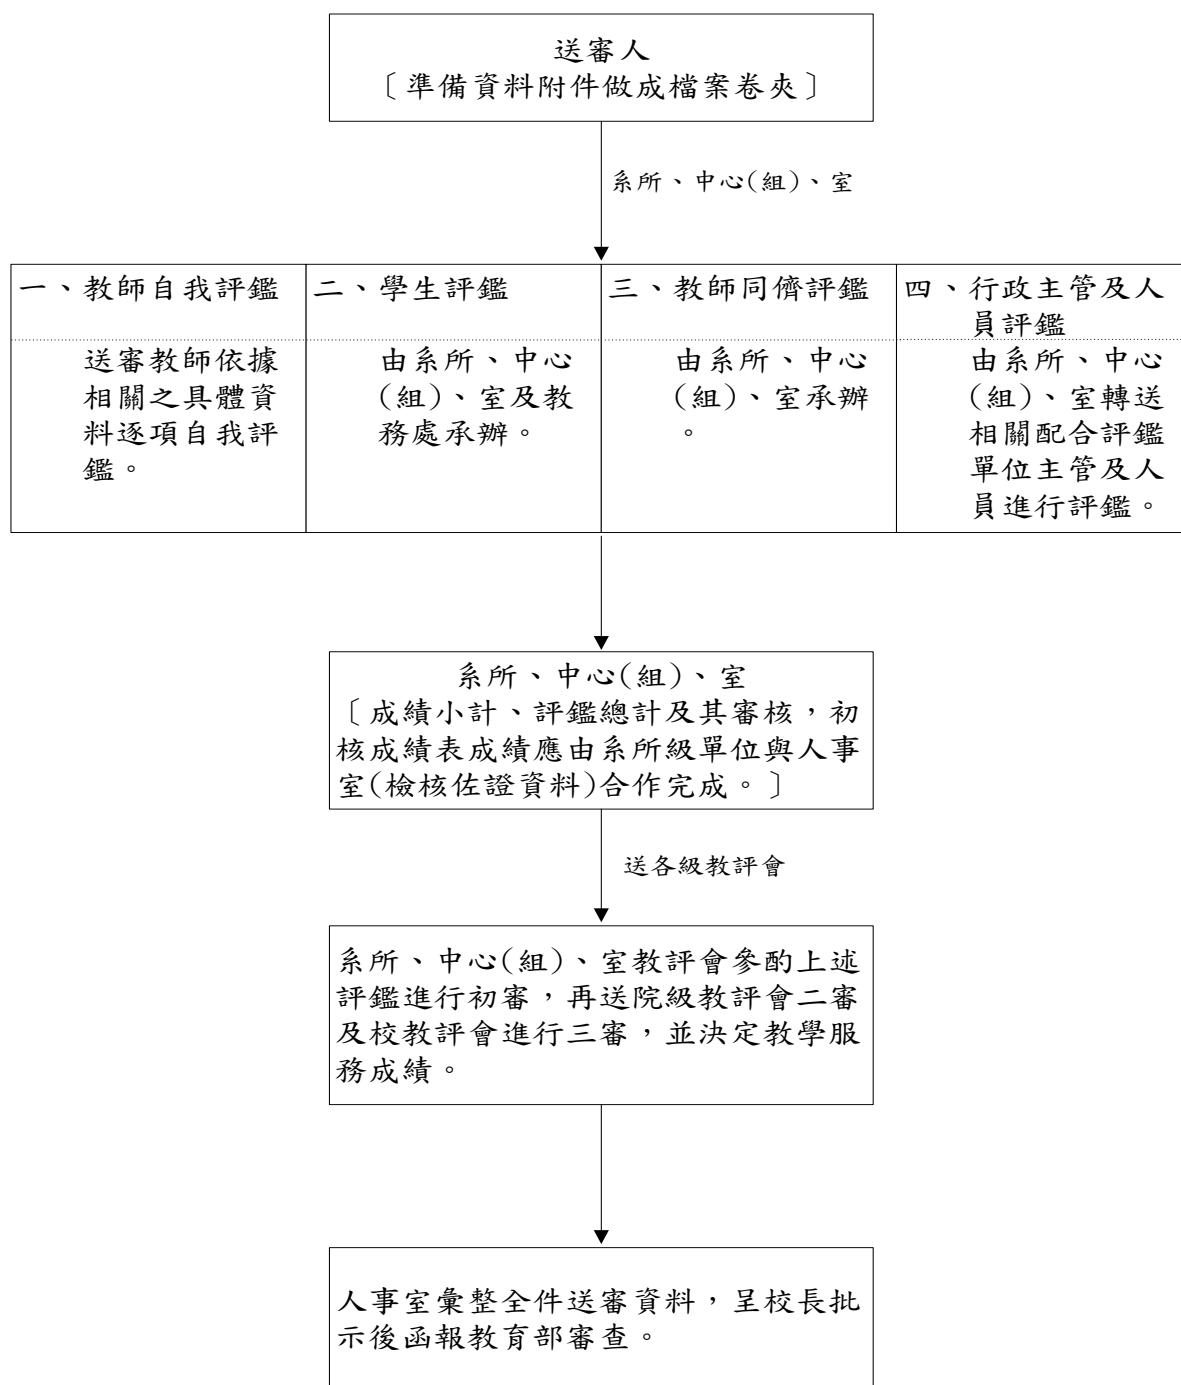 送審人
〔準備資料附件做成檔案卷夾〕
系所、中心(組)、室
一、教師自我評鑑
送審教師依據
相關之具體資
料逐項自我評
鑑。
二、學生評鑑
由系所、中心
(組)、室及教
務處承辦。
三、教師同儕評鑑
由系所、中心
(組)、室承辦
。
四、行政主管及人
員評鑑
由系所、中心
(組)、室轉送
相關配合評鑑
單位主管及人
員進行評鑑。
系所、中心(組)、室
〔成績小計、評鑑總計及其審核，初
核成績表成績應由系所級單位與人事
室(檢核佐證資料)合作完成。〕
送各級教評會
系所、中心(組)、室教評會參酌上述
評鑑進行初審，再送院級教評會二審
及校教評會進行三審，並決定教學服
務成績。
人事室彙整全件送審資料，呈校長批
示後函報教育部審查。